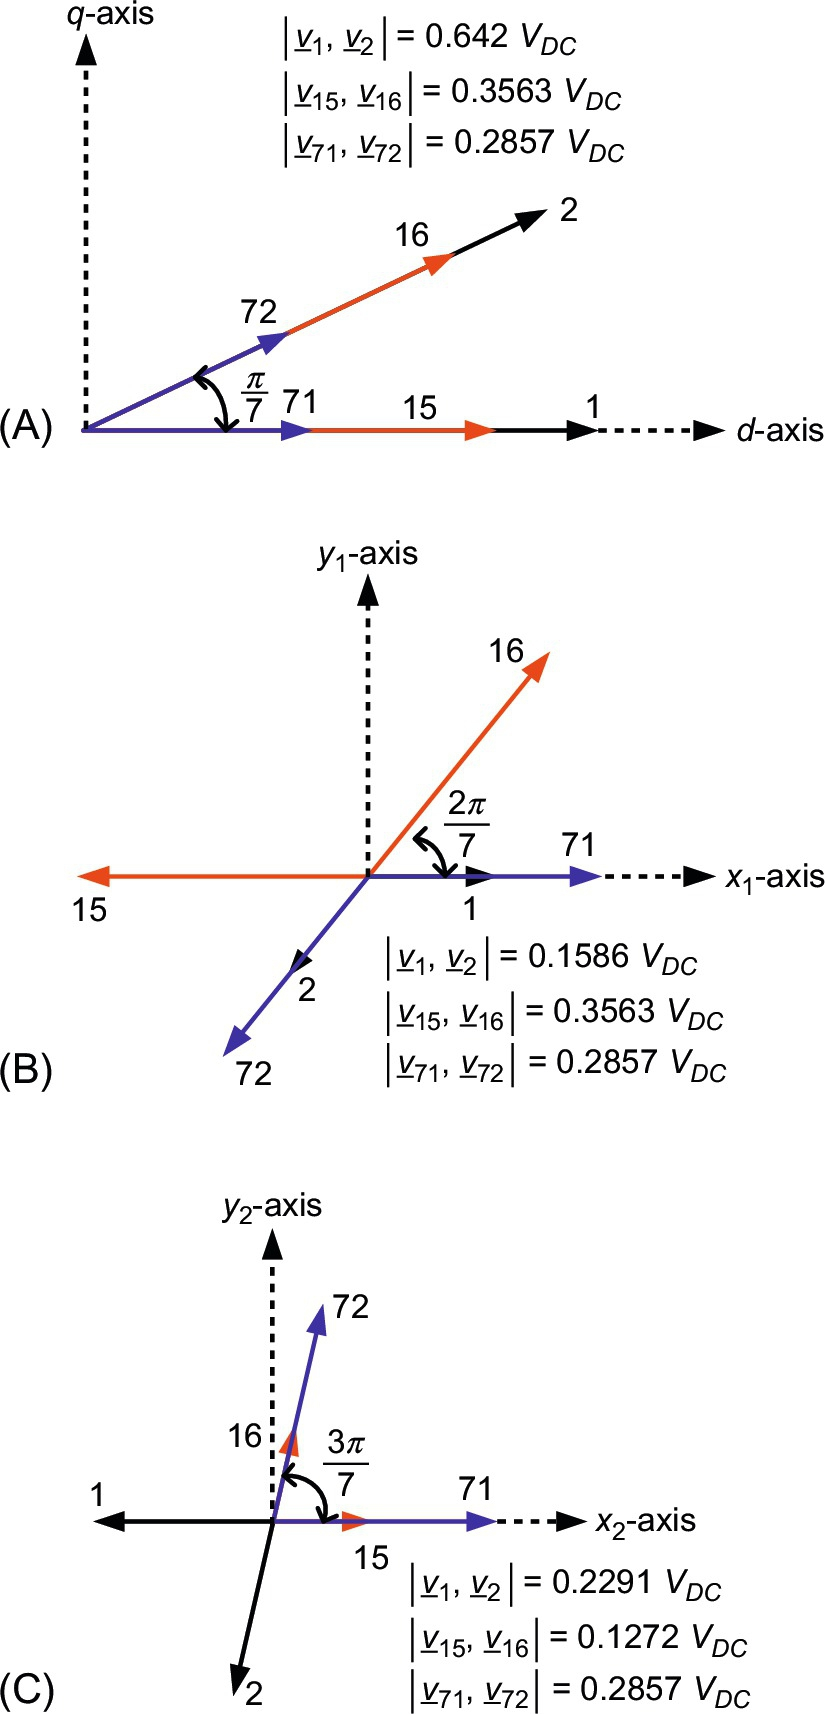 q-axis
|v1, v2| = 0.642 VDC
|v15, v16| = 0.3563 VDC
|v71, v72| = 0.2857 VDC
2
16
72
π/7
71
15
1
(A)
d-axis
y1-axis
16
2π/7
71
x1-axis
15
1
2
|v1, v2| = 0.1586 VDC
|v15, v16| = 0.3563 VDC
|v71, v72| = 0.2857 VDC
72
(B)
y2-axis
72
16
3π/7
1
71
x2-axis
15
|v1, v2| = 0.2291 VDC
|v15, v16| = 0.1272 VDC
|v71, v72| = 0.2857 VDC
2
(C)